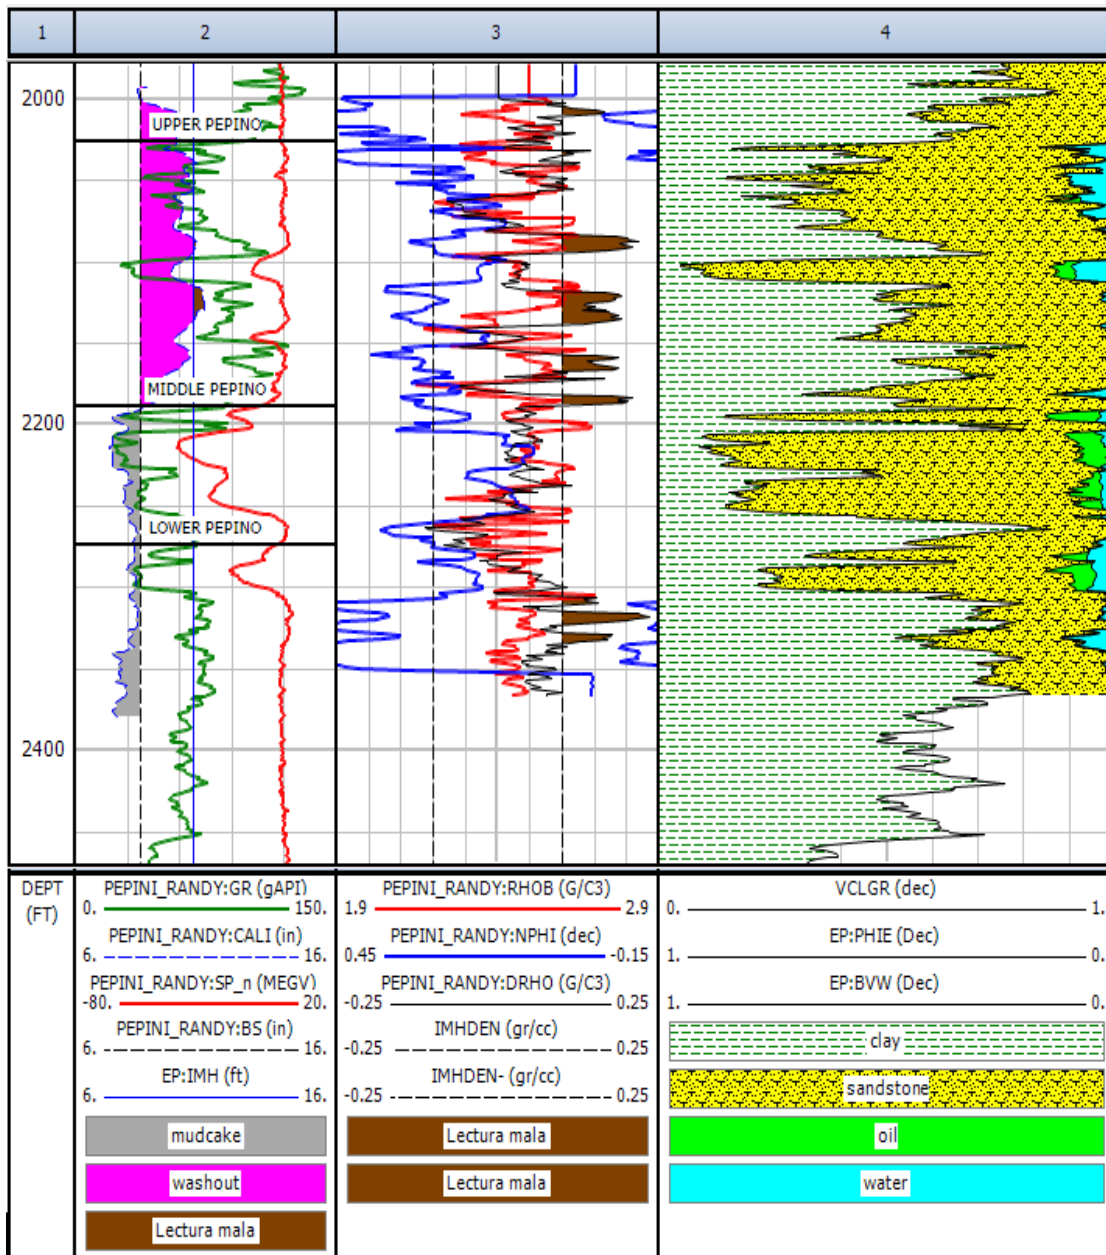 1 2 3 4
2000
UPPER PEPINO
MIDDLE PEPINO
2200
LOWER PEPINO
2400
DEPT
(FT)
PEPINI_RANDY:GR (gAPI)
0. 150.
PEPINI_RANDY:CALI (in)
6. 16.
PEPINI_RANDY:SP_n (MEGV)
-80. 20.
PEPINI_RANDY:BS (in)
6. 16.
EP:IMH (ft)
6. 16.
mudcake
washout
Lectura mala
PEPINI_RANDY:RHOB (G/C3)
1.9 2.9
PEPINI_RANDY:NPHI (dec)
0.45 -0.15
PEPINI_RANDY:DRHO (G/C3)
-0.25 0.25
IMHDEN (gr/cc)
-0.25 0.25
IMHDEN- (gr/cc)
-0.25 0.25
Lectura mala
Lectura mala
VCLGR (dec)
0. 1.
EP:PHIE (Dec)
1. 0.
EP:BVW (Dec)
1. 0.
clay
sandstone
oil
water